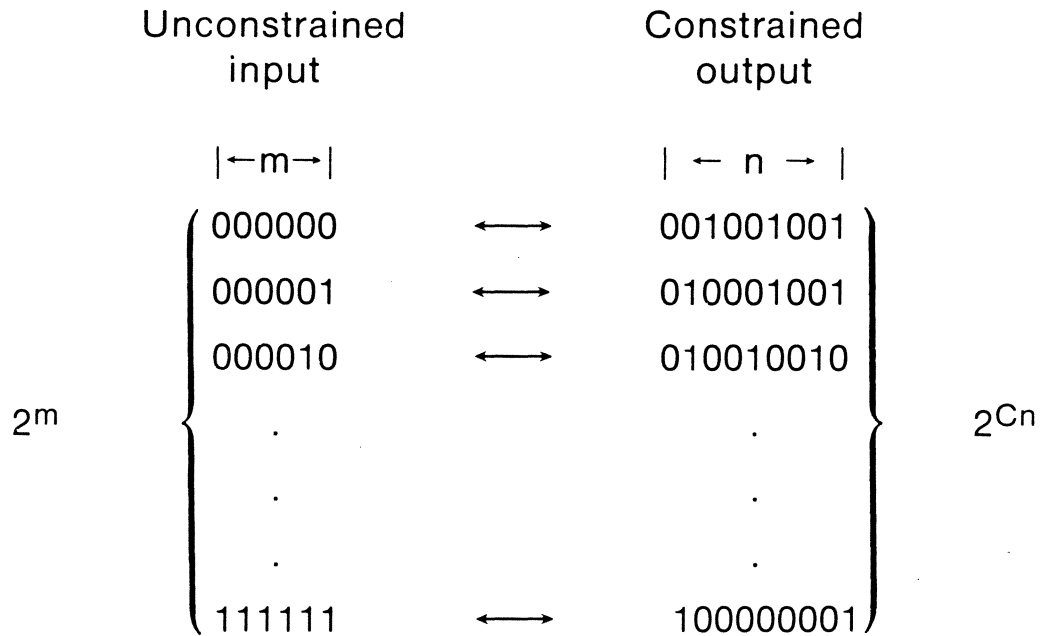 Unconstrained Constrained
input output
|←m→| | ← n → |
000000 ←→ 001001001
000001 ←→ 010001001
000010 ←→ 010010010
2^m . . 2^Cn
. .
. .
111111 ←→ 100000001